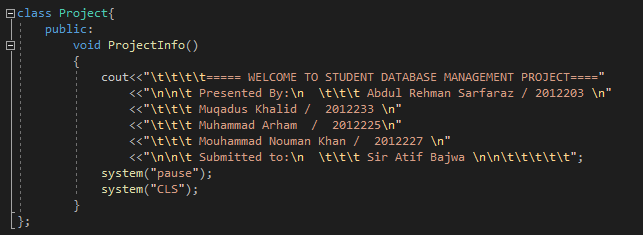 class Project{
public:
void ProjectInfo()
{
cout<<"\t\t\t\t===== WELCOME TO STUDENT DATABASE MANAGEMENT PROJECT===="
<<"\n\n\t Presented By:\n  \t\t\t Abdul Rehman Sarfaraz / 2012203 \n"
<<"\t\t\t Muqadus Khalid /  2012233 \n"
<<"\t\t\t Muhammad Arham  /  2012225\n"
<<"\t\t\t Mouhammad Nouman Khan /  2012227 \n"
<<"\n\n\t Submitted to:\n  \t\t\t Sir Atif Bajwa \n\n\t\t\t\t\t";
system("pause");
system("CLS");
}
};